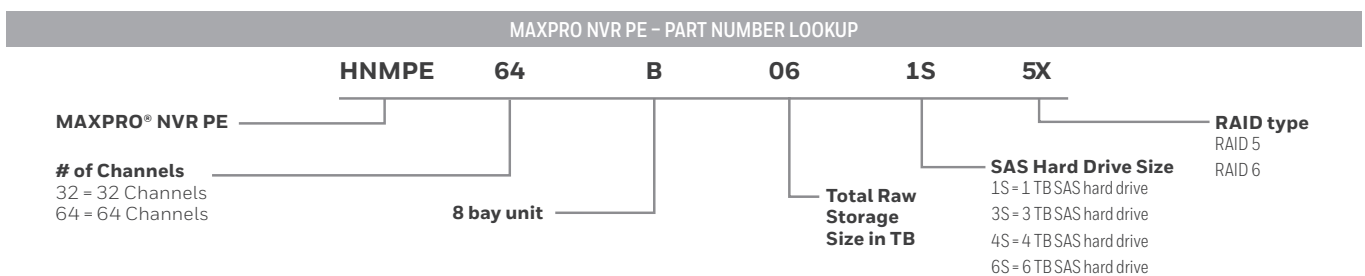 MAXPRO NVR PE – PART NUMBER LOOKUP
HNMPE 64 B 06 1S 5X
MAXPRO® NVR PE
# of Channels
32 = 32 Channels
64 = 64 Channels
8 bay unit
Total Raw
Storage
Size in TB
SAS Hard Drive Size
1S = 1 TB SAS hard drive
3S = 3 TB SAS hard drive
4S = 4 TB SAS hard drive
6S = 6 TB SAS hard drive
RAID type
RAID 5
RAID 6